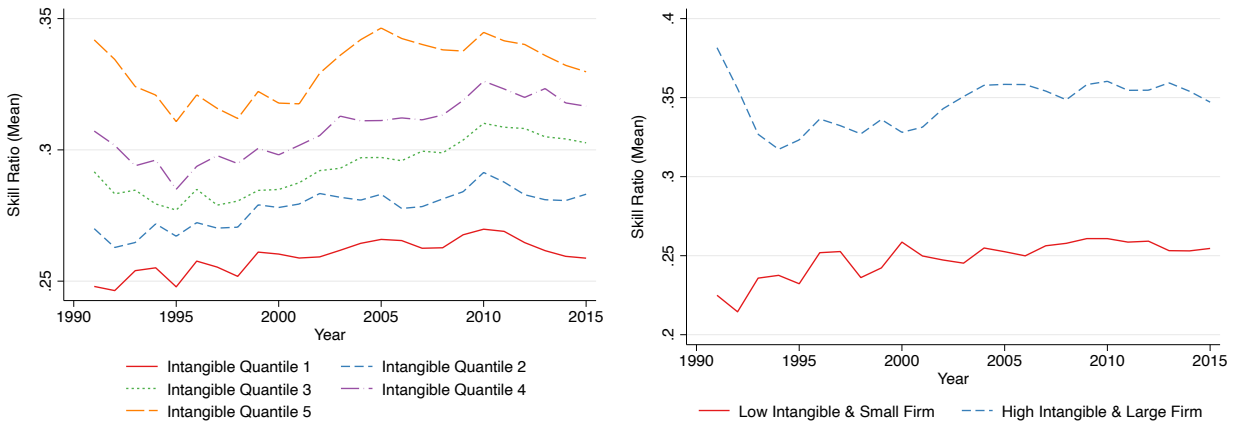 Skill Ratio (Mean)
.35
.3
.25
1990 1995 2000 2005 2010 2015
Year
Intangible Quantile 1 Intangible Quantile 2
Intangible Quantile 3 Intangible Quantile 4
Intangible Quantile 5
Skill Ratio (Mean)
.4
.35
.3
.25
.2
1990 1995 2000 2005 2010 2015
Year
Low Intangible & Small Firm High Intangible & Large Firm